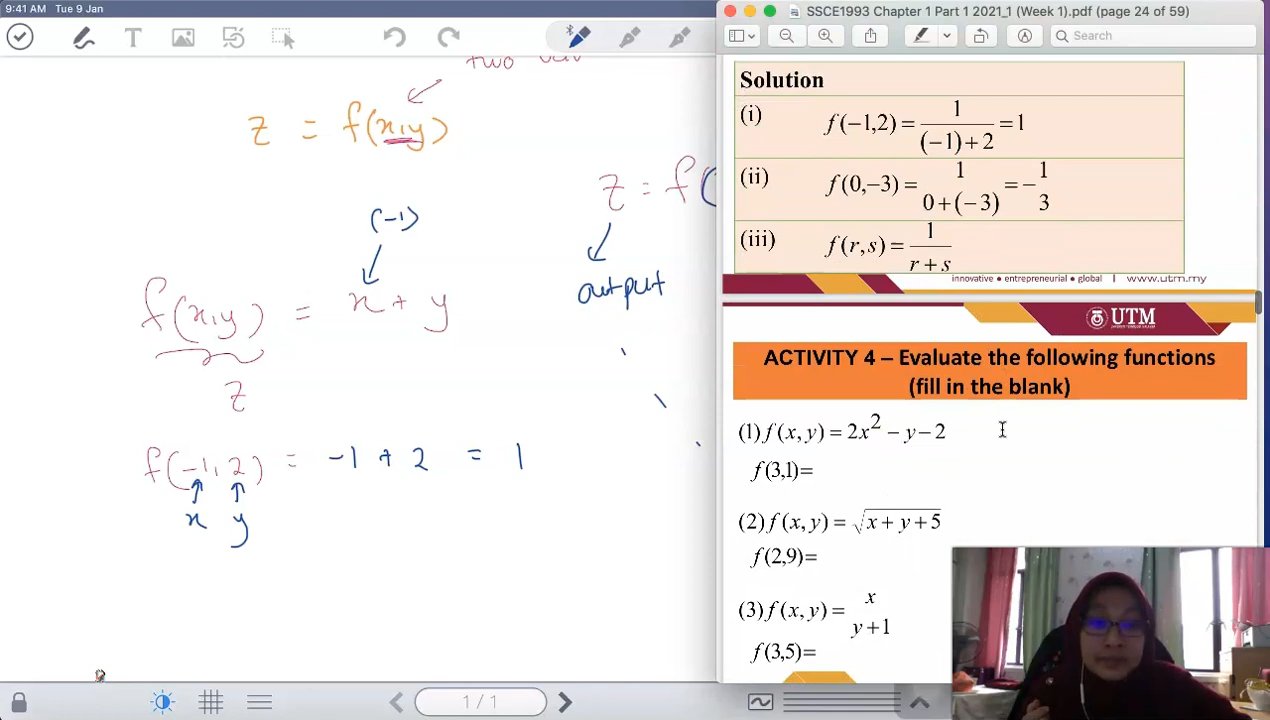 9:41 AM Tue 9 Jan
z = f(x,y)
(-1)
f(x,y) = x + y
z
f(-1, 2) = -1 + 2 = 1
x y
z = f(
output
SSCE1993 Chapter 1 Part 1 2021_1 (Week 1).pdf (page 24 of 59)
Search
Solution
(i) f(−1,2) = 1/((−1)+2) = 1
(ii) f(0,−3) = 1/(0+(−3)) = −1/3
(iii) f(r,s) = 1/(r+s)
innovative • entrepreneurial • global | www.utm.my
UTM
ACTIVITY 4 – Evaluate the following functions
(fill in the blank)
(1) f(x, y) = 2x² − y − 2
f(3,1)=
(2) f(x, y) = √(x + y + 5)
f(2,9)=
(3) f(x, y) = x/(y+1)
f(3,5)=
1 / 1